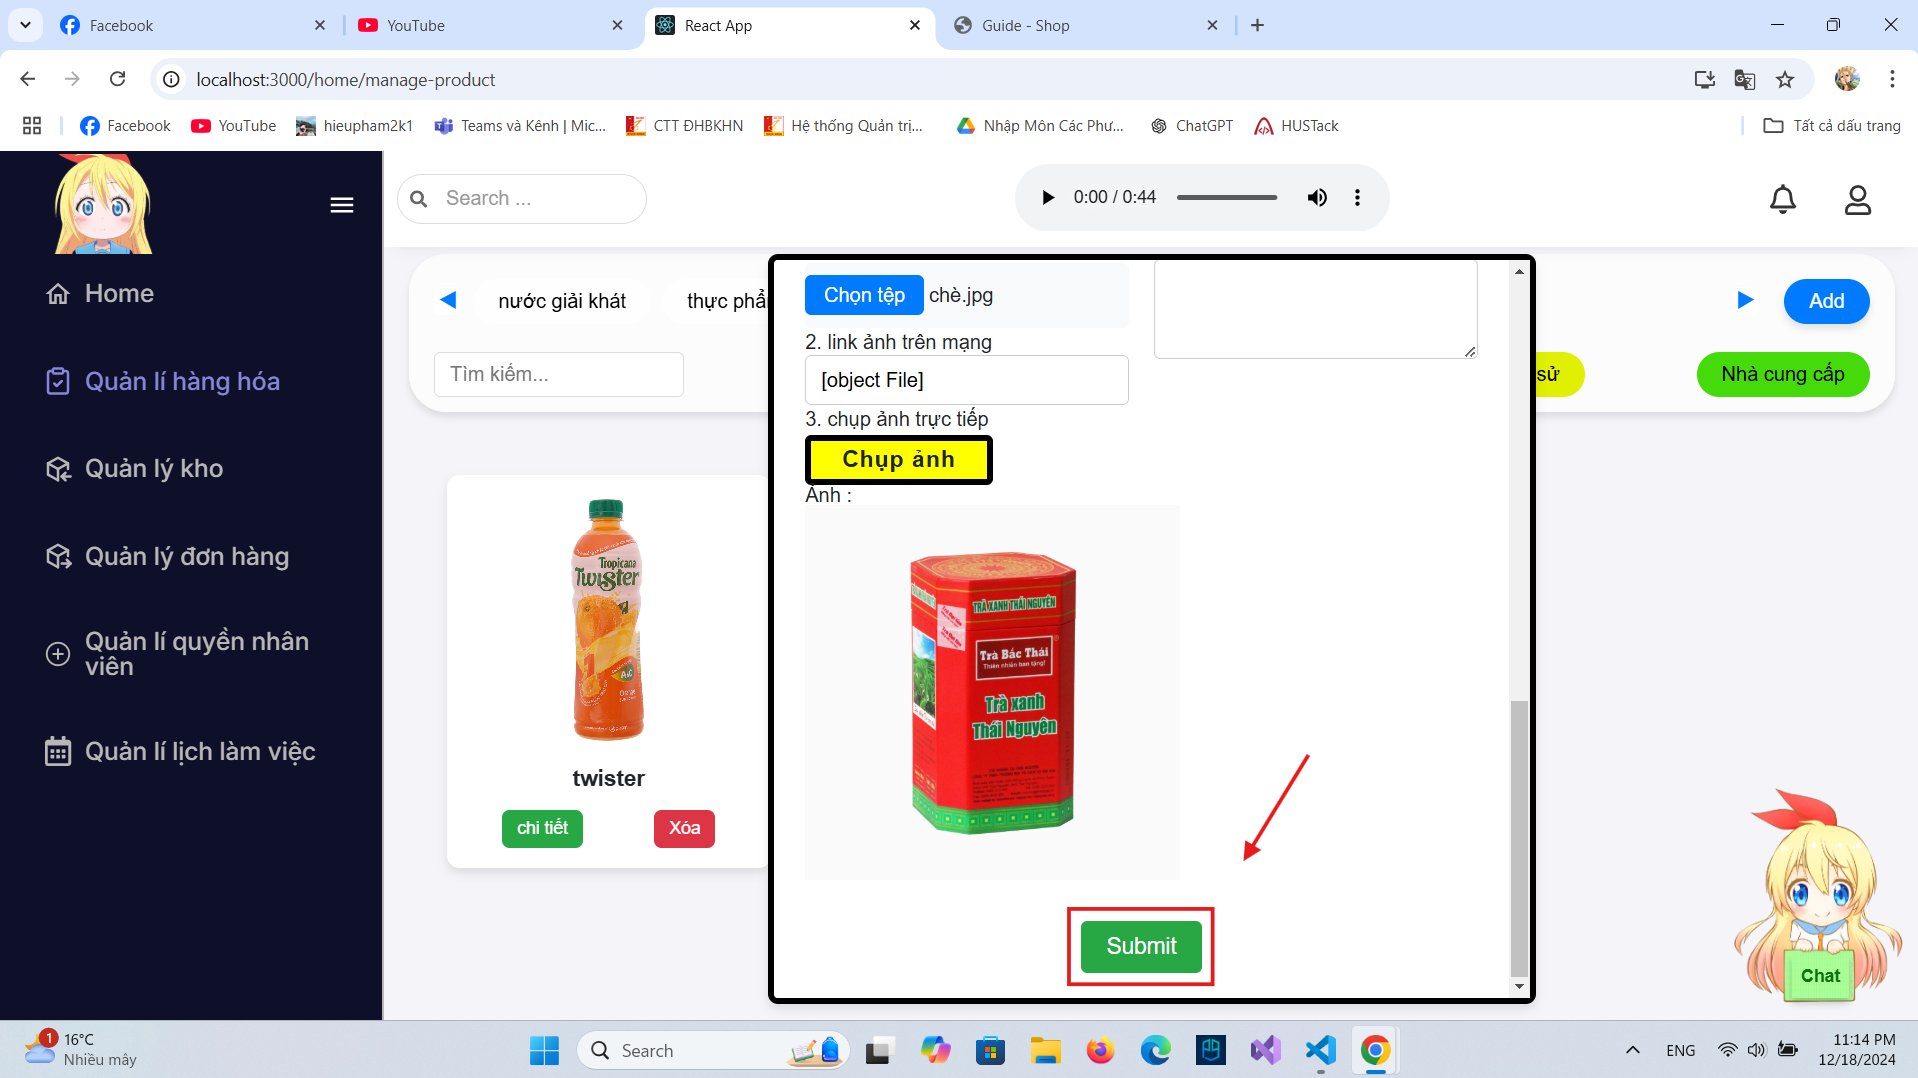 Facebook
YouTube
React App
Guide - Shop
localhost:3000/home/manage-product
Facebook
YouTube
hieupham2k1
Teams và Kênh | Mic...
CTT ĐHBKHN
Hệ thống Quản trị...
Nhập Môn Các Phư...
ChatGPT
HUSTack
Tất cả dấu trang
Search ...
0:00 / 0:44
Home
Quản lí hàng hóa
Quản lý kho
Quản lý đơn hàng
Quản lí quyền nhân
viên
Quản lí lịch làm việc
nước giải khát
thực phẩ
Add
Tìm kiếm...
sử
Nhà cung cấp
Chọn tệp
chè.jpg
2. link ảnh trên mạng
[object File]
3. chụp ảnh trực tiếp
Chụp ảnh
Ảnh :
Tropicana
Twister
twister
chi tiết
Xóa
TRÀ XANH THÁI NGUYÊN
Trà Bắc Thái
Thiên nhiên ban tặng!
Trà xanh
Thái Nguyên
Submit
Chat
1
16°C
Nhiều mây
Search
ENG
11:14 PM
12/18/2024